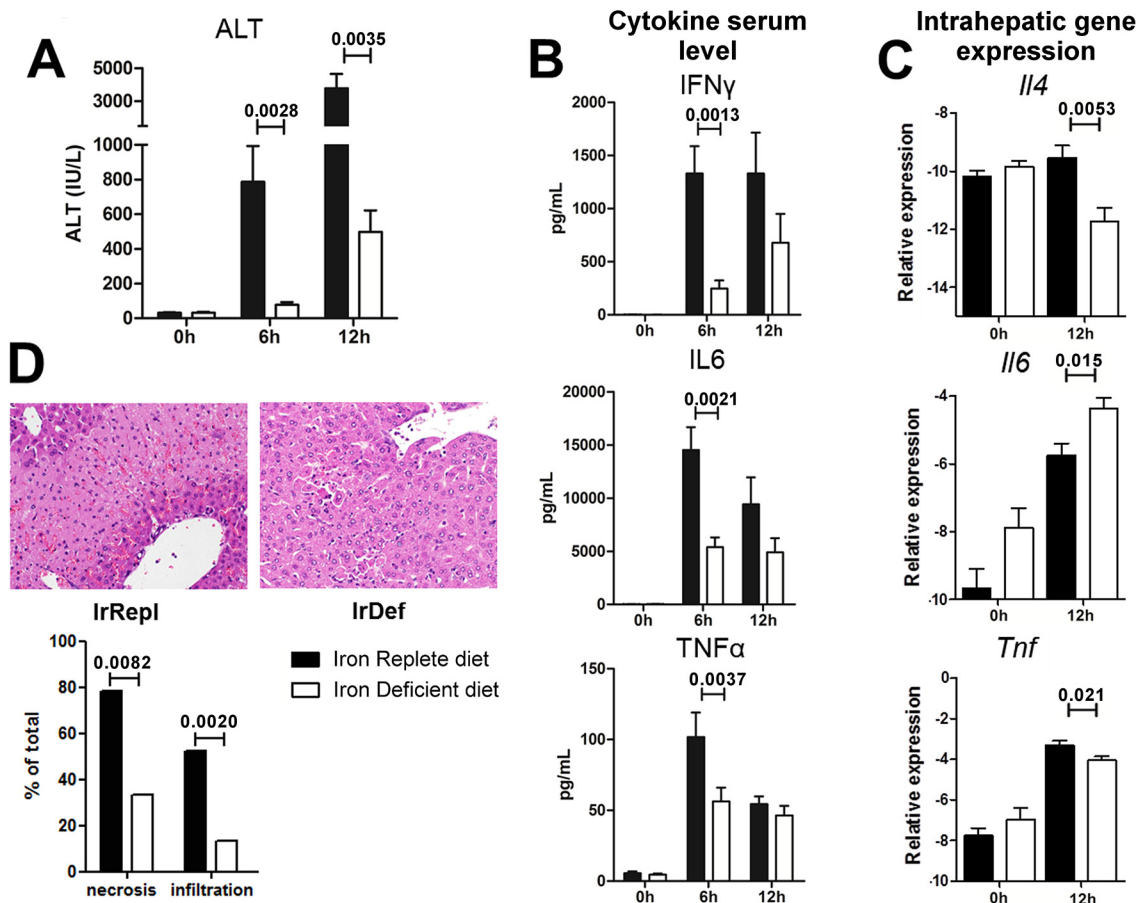 A
ALT
0.0035
0.0028
ALT (IU/L)
5000
3000
1000
800
600
400
200
0
0h
6h
12h
B
Cytokine serum
level
IFNγ
0.0013
pg/mL
2000
1500
1000
500
0
0h
6h
12h
IL6
0.0021
pg/mL
20000
15000
10000
5000
0
0h
6h
12h
TNFα
0.0037
pg/mL
150
100
50
0
0h
6h
12h
C
Intrahepatic gene
expression
Il4
0.0053
Relative expression
-4
-8
-10
-12
-14
0h
12h
Il6
0.015
Relative expression
-4
-6
-8
-10
0h
12h
Tnf
0.021
Relative expression
-2
-4
-6
-8
-10
0h
12h
D
IrRepl
IrDef
0.0082
0.0020
% of total
100
80
60
40
20
0
necrosis
infiltration
Iron Replete diet
Iron Deficient diet